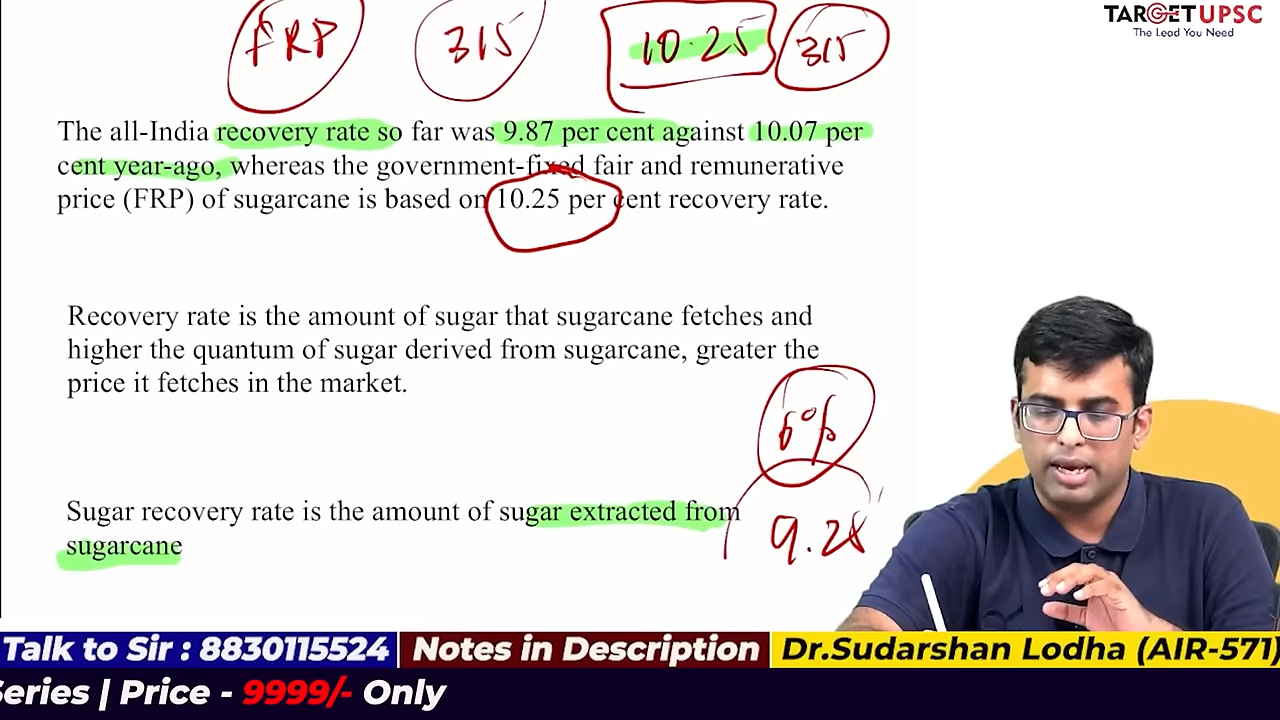 TARGETUPSC
The Lead You Need
FRP 315 10.25 315
The all-India recovery rate so far was 9.87 per cent against 10.07 per
cent year-ago, whereas the government-fixed fair and remunerative
price (FRP) of sugarcane is based on 10.25 per cent recovery rate.
Recovery rate is the amount of sugar that sugarcane fetches and
higher the quantum of sugar derived from sugarcane, greater the
price it fetches in the market.
Sugar recovery rate is the amount of sugar extracted from
sugarcane
9.28
Talk to Sir : 8830115524 Notes in Description Dr.Sudarshan Lodha (AIR-571)
Series | Price - 9999/- Only